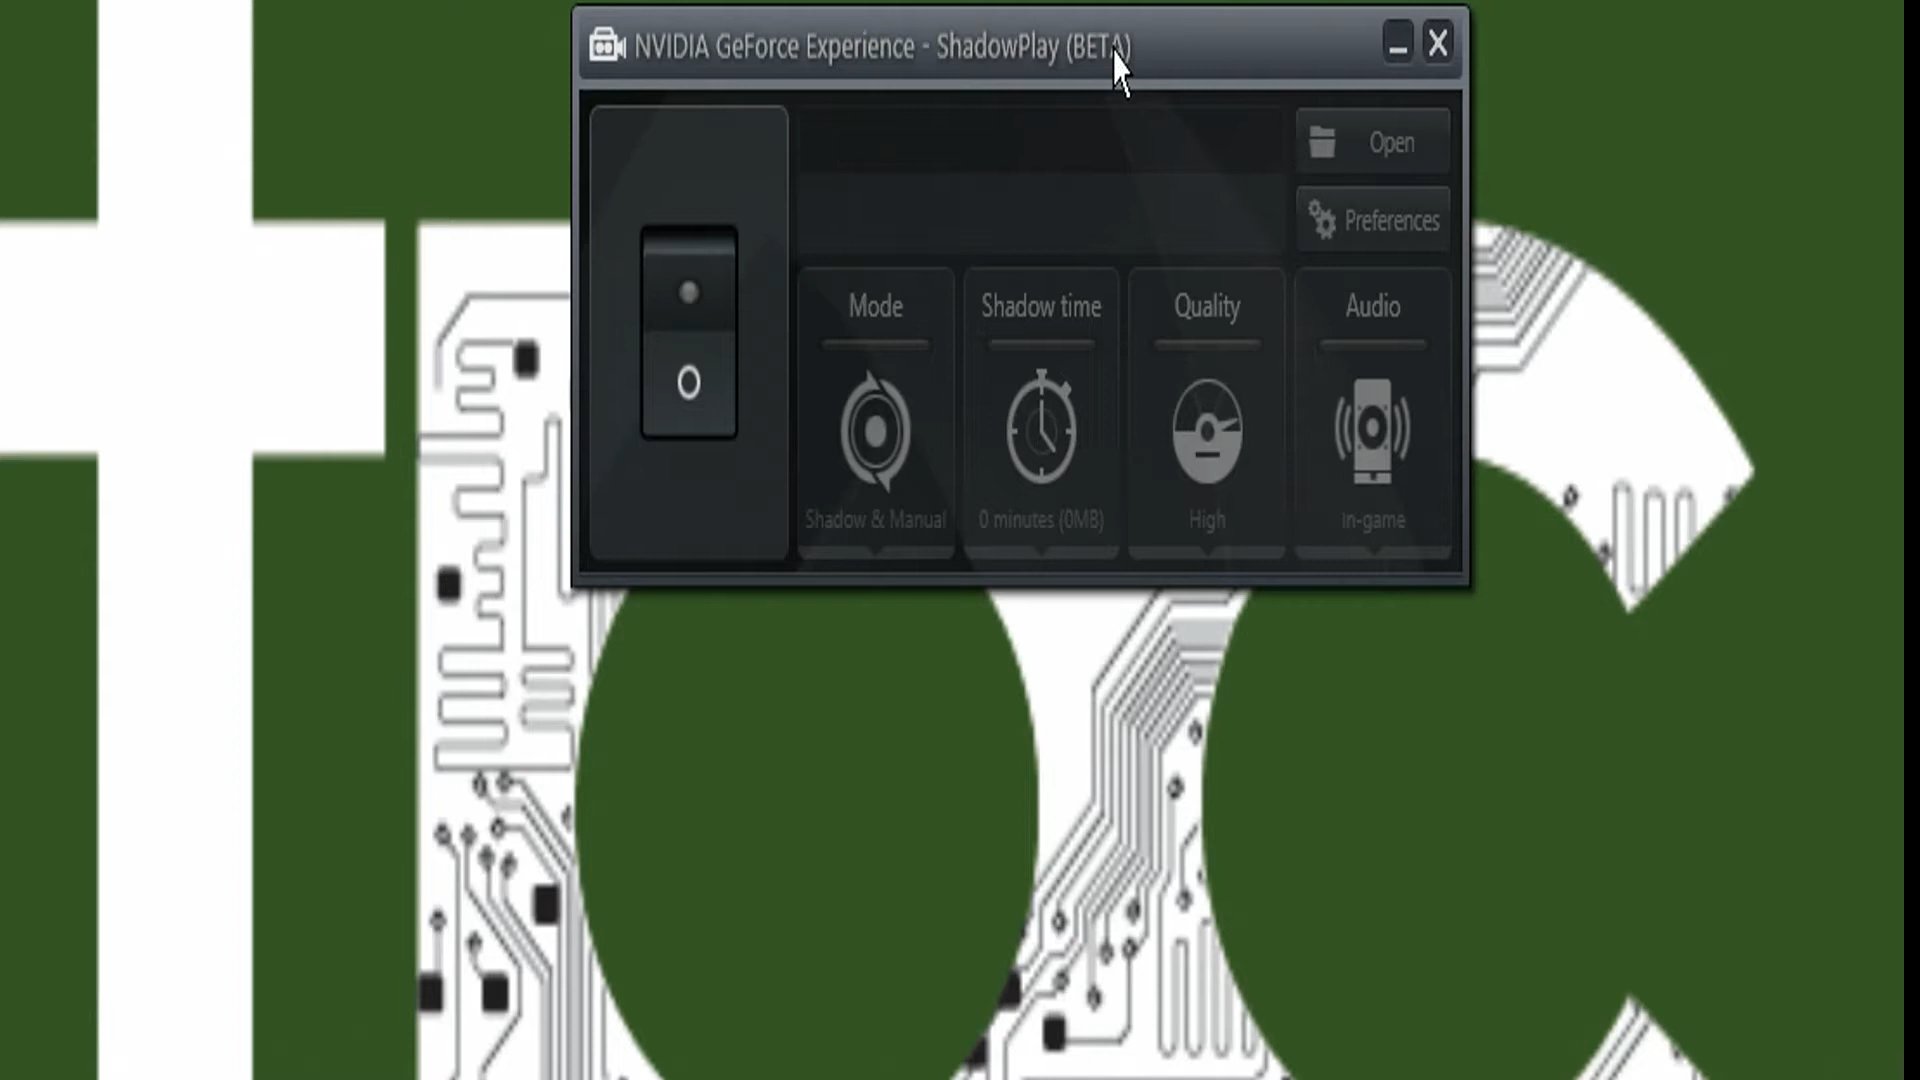 NVIDIA GeForce Experience - ShadowPlay (BETA)
Open
Preferences
Mode
Shadow time
Quality
Audio
Shadow & Manual
0 minutes (0MB)
High
In-game